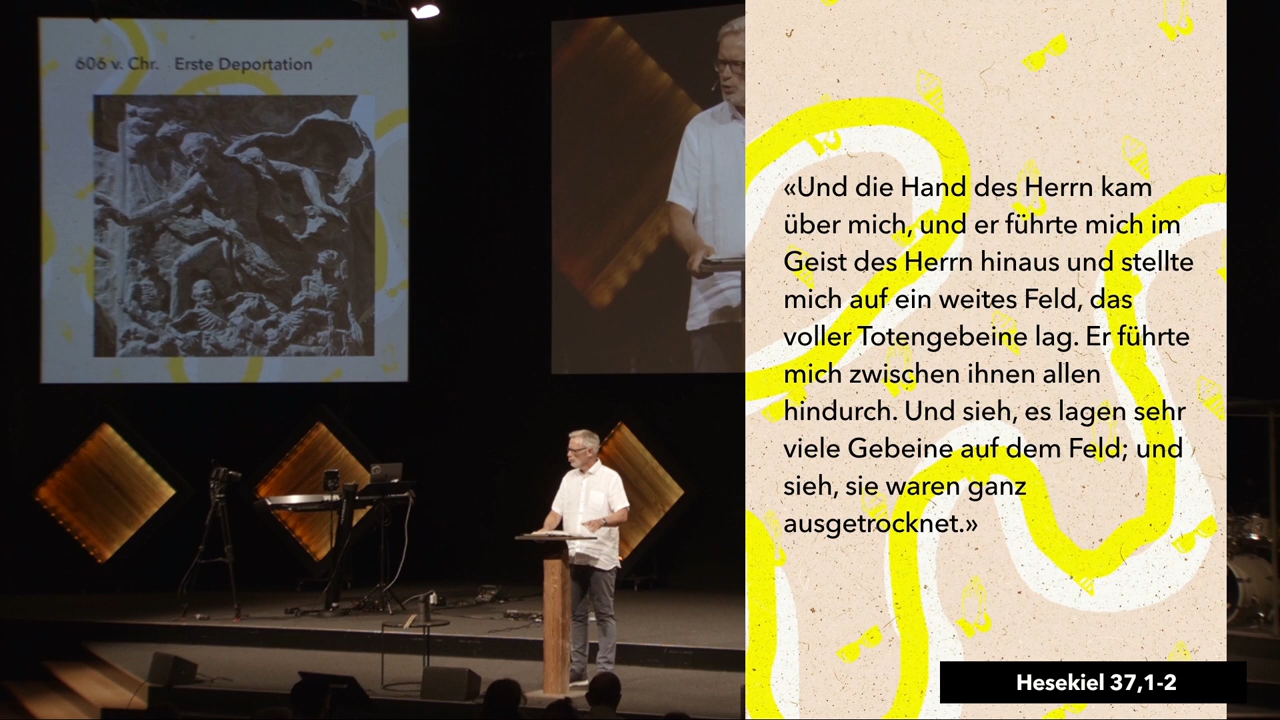 606 v. Chr. Erste Deportation
«Und die Hand des Herrn kam
über mich, und er führte mich im
Geist des Herrn hinaus und stellte
mich auf ein weites Feld, das
voller Totengebeine lag. Er führte
mich zwischen ihnen allen
hindurch. Und sieh, es lagen sehr
viele Gebeine auf dem Feld; und
sieh, sie waren ganz
ausgetrocknet.»
Hesekiel 37,1-2